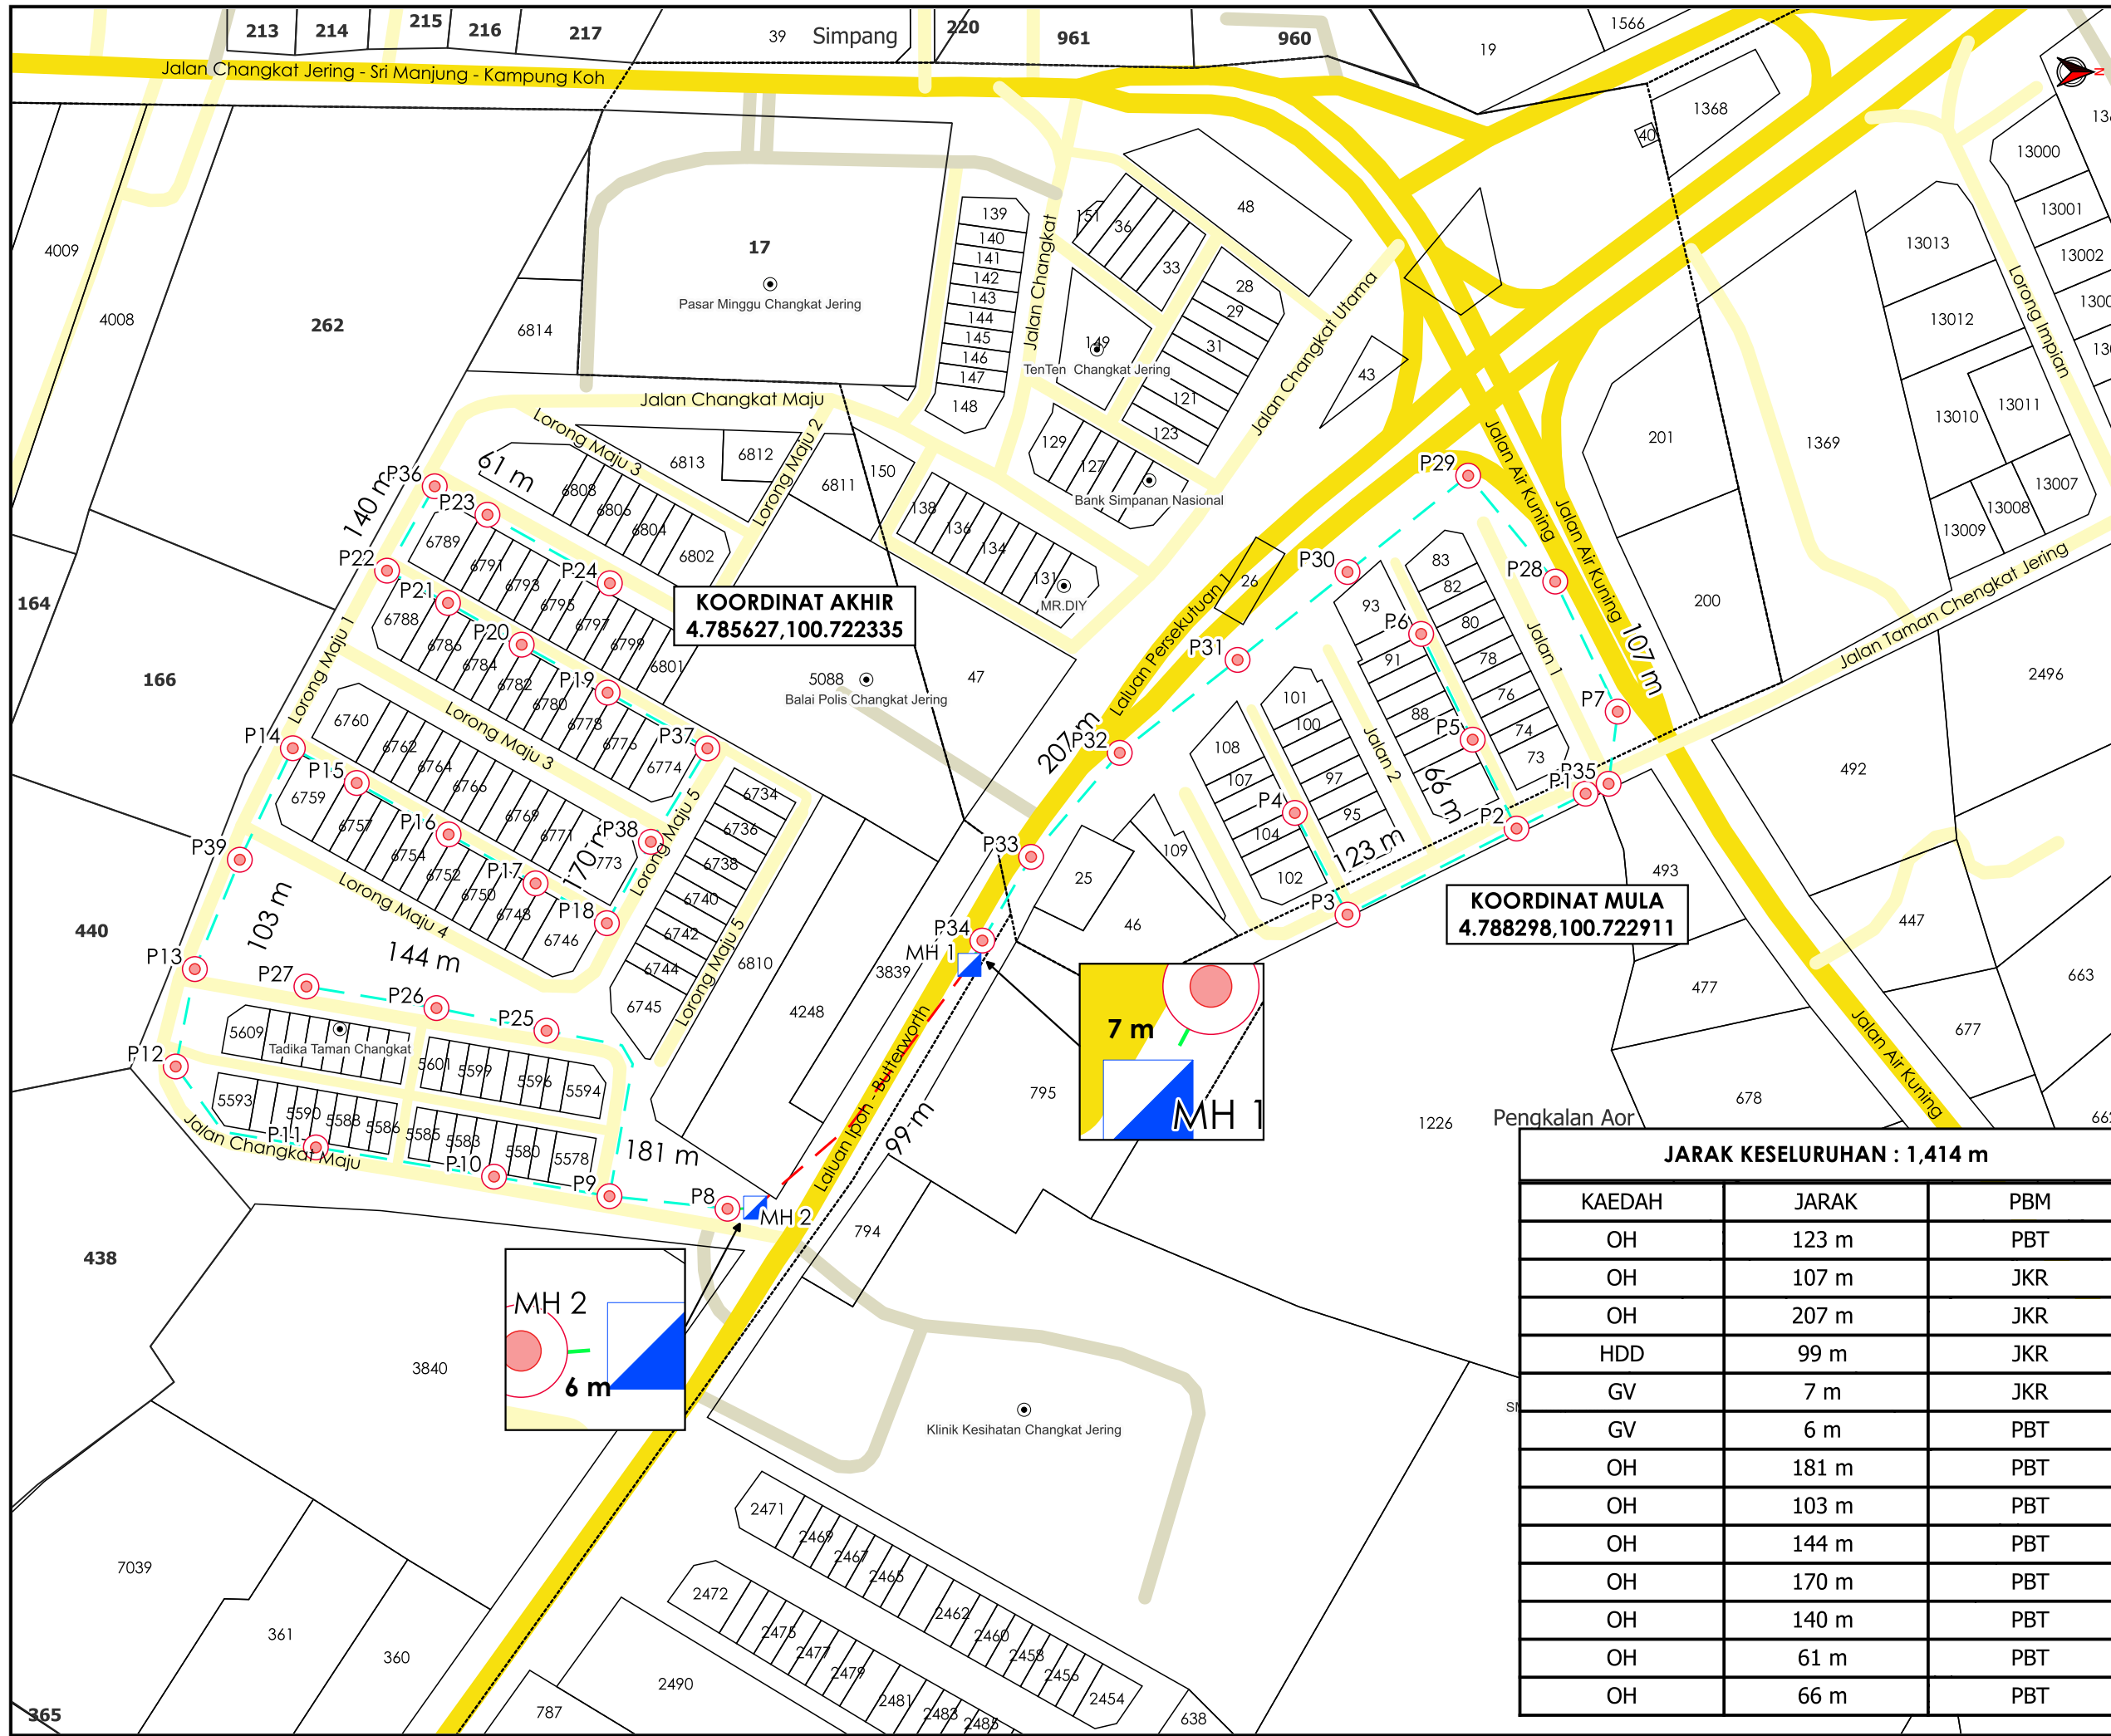 213
214
215
216
217
39
Simpang
220
961
960
19
1566
Jalan Changkat Jering - Sri Manjung - Kampung Koh
N
1368
40
13000
13001
13002
13013
13012
13011
13010
13009
13008
13007
Lorong Impian
4009
4008
262
17
Pasar Minggu Changkat Jering
6814
139
140
141
142
143
144
145
146
147
148
Jalan Changkat
151
36
33
48
28
29
31
121
123
149
TenTen Changkat Jering
Jalan Changkat Utama
43
129
127
Bank Simpanan Nasional
201
1369
200
Jalan Changkat Maju
Lorong Maju 3
Lorong Maju 2
6813
6812
6811
150
138
136
134
131
MR.DIY
6808
6806
6804
6802
61 m
140 m
P36
P23
P22
P24
P21
P20
P19
P37
6789
6791
6793
6795
6797
6799
6801
6788
6786
6784
6782
6780
6778
6776
6774
KOORDINAT AKHIR
4.785627,100.722335
5088
Balai Polis Changkat Jering
47
Laluan Persekutuan 1
26
P29
P30
P31
P32
P28
Jalan Air Kuning
Jalan Air Kuning
107 m
P7
Jalan Taman Chengkat Jering
83
82
80
78
76
74
73
93
91
88
P6
P5
Jalan 1
Jalan 2
66 m
P1
P35
P2
2496
492
493
164
166
Lorong Maju 1
Lorong Maju 3
P14
P15
P16
P17
P18
P38
6760
6762
6764
6766
6769
6771
6759
6757
6754
6752
6750
6748
6746
170 m
Lorong Maju 5
Lorong Maju 5
6734
6736
6738
6740
6742
6744
6745
6810
4248
3839
207 m
P33
P34
MH 1
25
109
46
108
107
104
102
101
100
97
95
P4
123 m
P3
KOORDINAT MULA
4.788298,100.722911
447
477
663
677
678
Jalan Air Kuning
440
P39
P13
103 m
144 m
Lorong Maju 4
P27
P26
P25
P12
5609
Tadika Taman Changkat
5601
5599
5596
5594
5593
5590
5588
5586
5585
5583
5580
5578
P11
P10
P9
P8
Jalan Changkat Maju
181 m
MH 2
Laluan Ipoh - Butterworth
99 m
7 m
MH 1
795
794
1226
Pengkalan Aor
438
3840
MH 2
6 m
Klinik Kesihatan Changkat Jering
7039
361
360
365
2471
2469
2467
2465
2462
2460
2458
2456
2454
2472
2475
2477
2479
2481
2483
2485
2490
787
638
JARAK KESELURUHAN : 1,414 m
KAEDAH JARAK PBM
OH 123 m PBT
OH 107 m JKR
OH 207 m JKR
HDD 99 m JKR
GV 7 m JKR
GV 6 m PBT
OH 181 m PBT
OH 103 m PBT
OH 144 m PBT
OH 170 m PBT
OH 140 m PBT
OH 61 m PBT
OH 66 m PBT